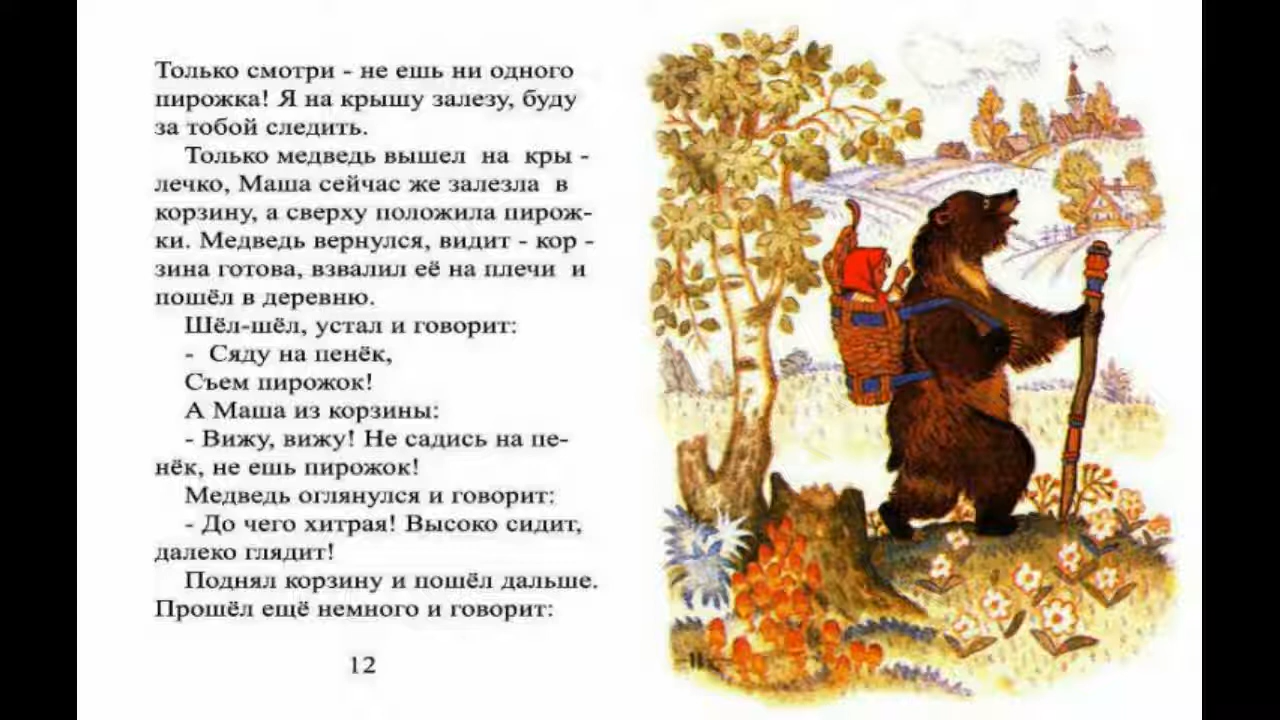 Только смотри - не ешь ни одного
пирожка! Я на крышу залезу, буду
за тобой следить.
Только медведь вышел на кры -
лечко, Маша сейчас же залезла в
корзину, а сверху положила пирож-
ки. Медведь вернулся, видит - кор -
зина готова, взвалил её на плечи и
пошёл в деревню.
Шёл-шёл, устал и говорит:
- Сяду на пенёк,
Съем пирожок!
А Маша из корзины:
- Вижу, вижу! Не садись на пе-
нёк, не ешь пирожок!
Медведь оглянулся и говорит:
- До чего хитрая! Высоко сидит,
далеко глядит!
Поднял корзину и пошёл дальше.
Прошёл ещё немного и говорит:
12